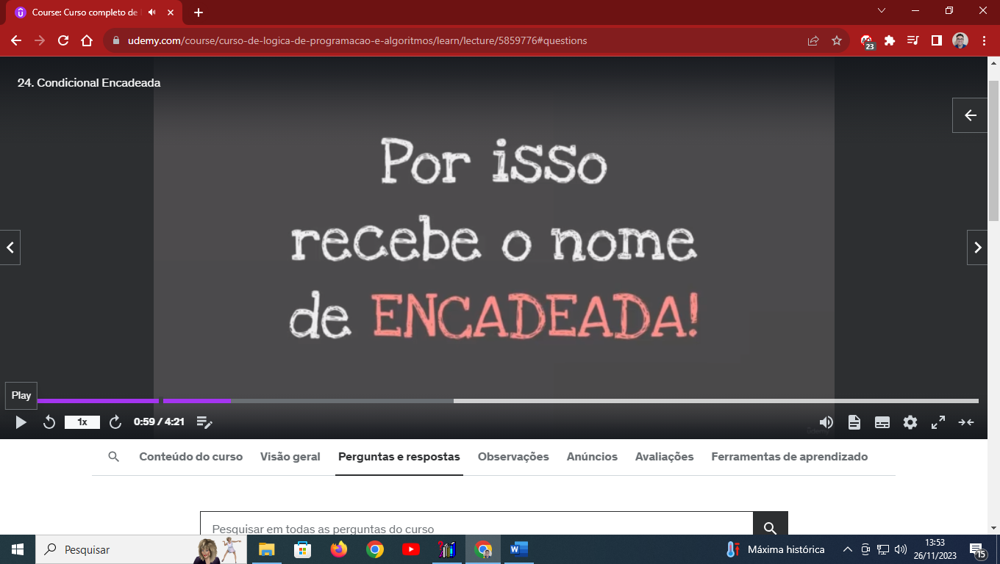 Course: Curso completo de
udemy.com/course/curso-de-logica-de-programacao-e-algoritmos/learn/lecture/5859776#questions
23
24. Condicional Encadeada
Por isso
recebe o nome
de ENCADEADA!
Play
1x
0:59 / 4:21
Conteúdo do curso
Visão geral
Perguntas e respostas
Observações
Anúncios
Avaliações
Ferramentas de aprendizado
Pesquisar em todas as perguntas do curso
Pesquisar
Máxima histórica
13:53
26/11/2023
15